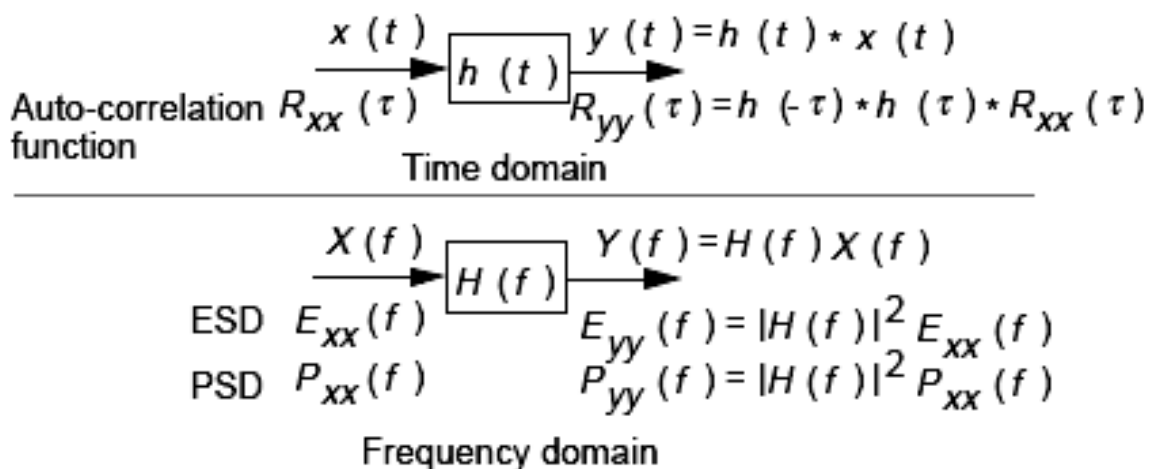 x (t) h (t) y (t)=h (t) * x (t)
Auto-correlation function R_xx (τ) R_yy (τ)=h (-τ) * h (τ) * R_xx (τ)
Time domain
X (f) H (f) Y (f)=H (f) X (f)
ESD E_xx (f) E_yy (f)= |H (f)|² E_xx (f)
PSD P_xx (f) P_yy (f)= |H (f)|² P_xx (f)
Frequency domain